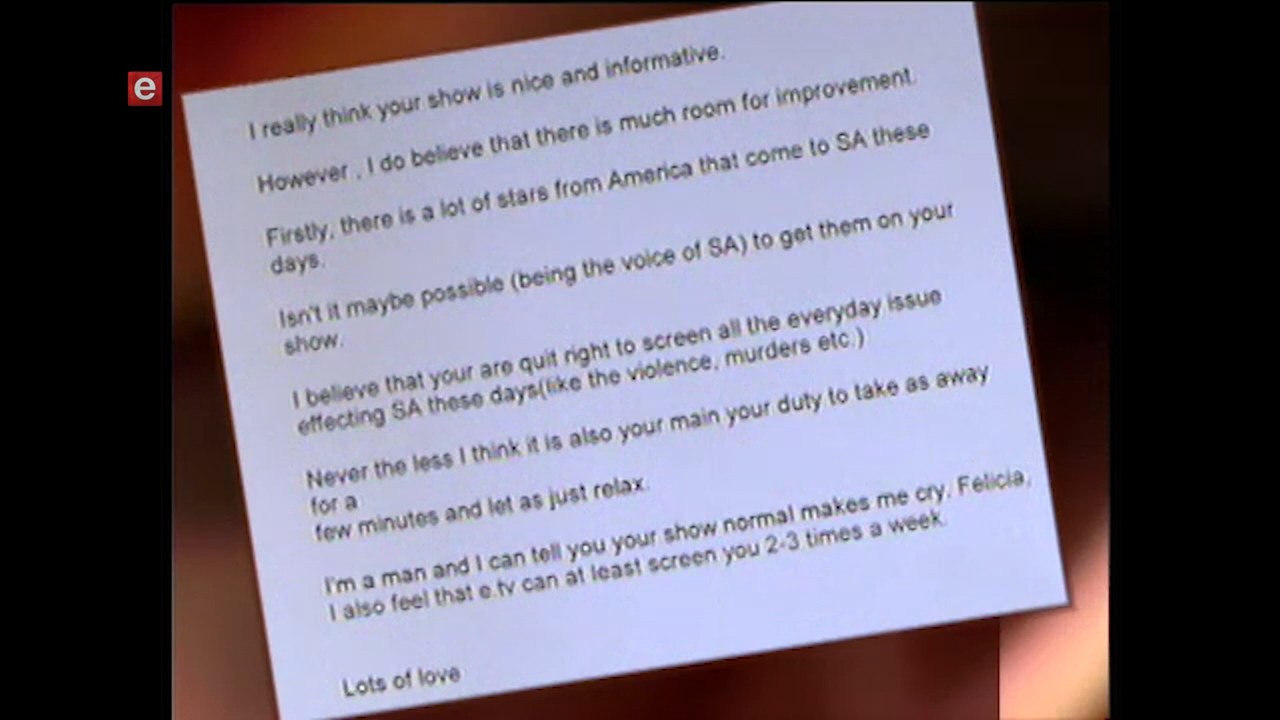 e
I really think your show is nice and informative.
However , I do believe that there is much room for improvement.
Firstly, there is a lot of stars from America that come to SA these
days.
Isn't it maybe possible (being the voice of SA) to get them on your
show.
I believe that your are quit right to screen all the everyday issue
effecting SA these days(like the violence, murders etc.)
Never the less I think it is also your main your duty to take as away
for a
few minutes and let as just relax.
I'm a man and I can tell you your show normal makes me cry. Felicia,
I also feel that e.tv can at least screen you 2-3 times a week.
Lots of love